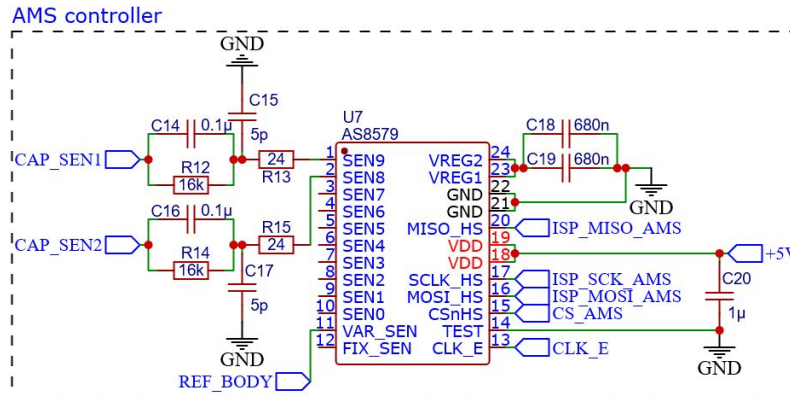 AMS controller
GND
C15
5p
C14
0.1µ
CAP_SEN1
R12
16k
24
R13
C16
0.1µ
CAP_SEN2
R14
16k
R15
24
C17
5p
GND
REF_BODY
U7
AS8579
1 SEN9
2 SEN8
3 SEN7
4 SEN6
5 SEN5
6 SEN4
7 SEN3
8 SEN2
9 SEN1
10 SEN0
11 VAR_SEN
12 FIX_SEN
VREG2 24
VREG1 23
GND 22
GND 21
MISO_HS 20
VDD 19
VDD 18
SCLK_HS 17
MOSI_HS 16
CSnHS 15
TEST 14
CLK_E 13
C18 680n
C19 680n
GND
ISP_MISO_AMS
+5V
ISP_SCK_AMS
ISP_MOSI_AMS
CS_AMS
C20
1µ
GND
CLK_E